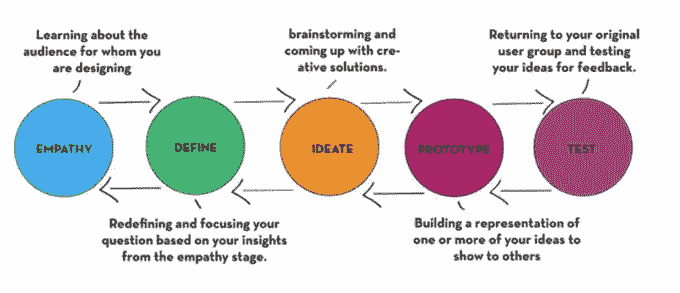 Learning about the
audience for whom you
are designing
brainstorming and
coming up with cre-
ative solutions.
Returning to your original
user group and testing
your ideas for feedback.
EMPATHY
DEFINE
IDEATE
PROTOTYPE
TEST
Redefining and focusing your
question based on your insights
from the empathy stage.
Building a representation of
one or more of your ideas to
show to others